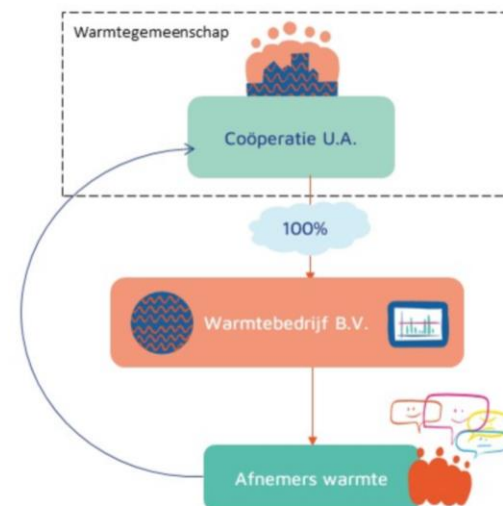 Warmtegemeenschap
Coöperatie U.A.
100%
Warmtebedrijf B.V.
Afnemers warmte